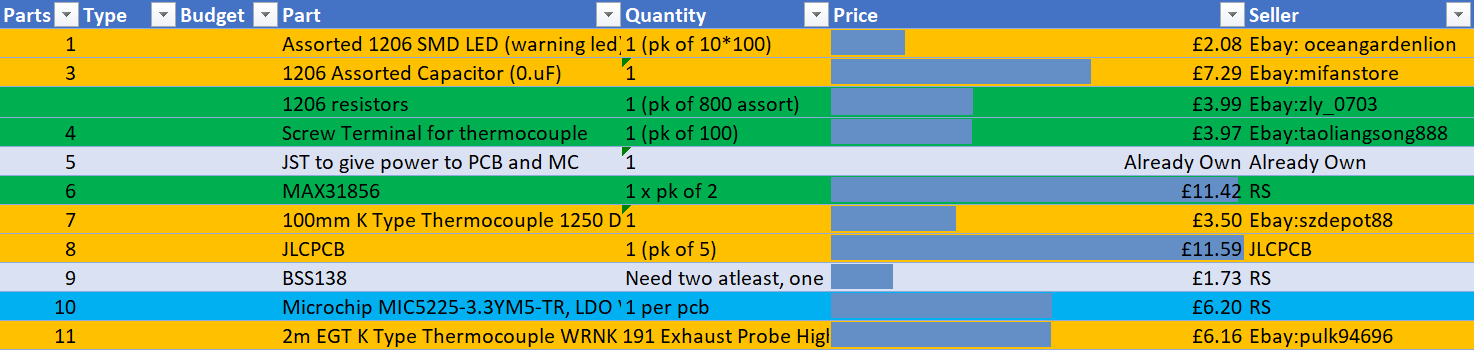 Parts Type Budget Part Quantity Price Seller
1 Assorted 1206 SMD LED (warning led) 1 (pk of 10*100) £2.08 Ebay: oceangardenlion
3 1206 Assorted Capacitor (0.uF) 1 £7.29 Ebay:mifanstore
1206 resistors 1 (pk of 800 assort) £3.99 Ebay:zly_0703
4 Screw Terminal for thermocouple 1 (pk of 100) £3.97 Ebay:taoliangsong888
5 JST to give power to PCB and MC 1 Already Own Already Own
6 MAX31856 1 x pk of 2 £11.42 RS
7 100mm K Type Thermocouple 1250 D 1 £3.50 Ebay:szdepot88
8 JLCPCB 1 (pk of 5) £11.59 JLCPCB
9 BSS138 Need two atleast, one £1.73 RS
10 Microchip MIC5225-3.3YM5-TR, LDO 1 per pcb £6.20 RS
11 2m EGT K Type Thermocouple WRNK 191 Exhaust Probe High £6.16 Ebay:pulk94696